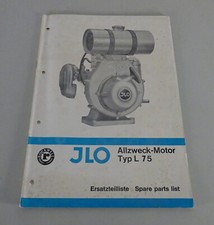 JLO Allzweck-Motor
Typ L 75
Ersatzteilliste Spare parts list